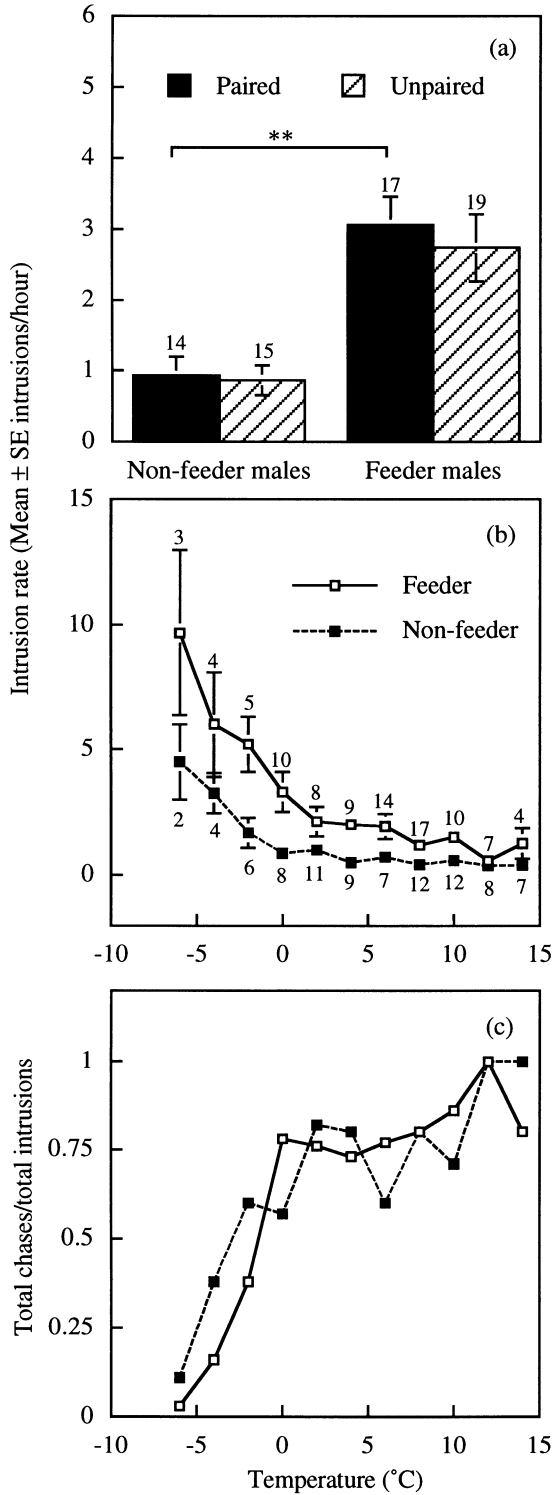 6
(a)
5
Paired Unpaired
**
4
17
19
3
2
14
15
1
0
Non-feeder males Feeder males
Intrusion rate (Mean ± SE intrusions/hour)
15
(b)
3
Feeder
10
Non-feeder
4
5
5
10
8 9 14 17 10 7 4
2 4 6 8 11 9 7 12 12 8 7
0
-10 -5 0 5 10 15
(c)
1
0.75
0.5
0.25
0
Total chases/total intrusions
-10 -5 0 5 10 15
Temperature (˚C)